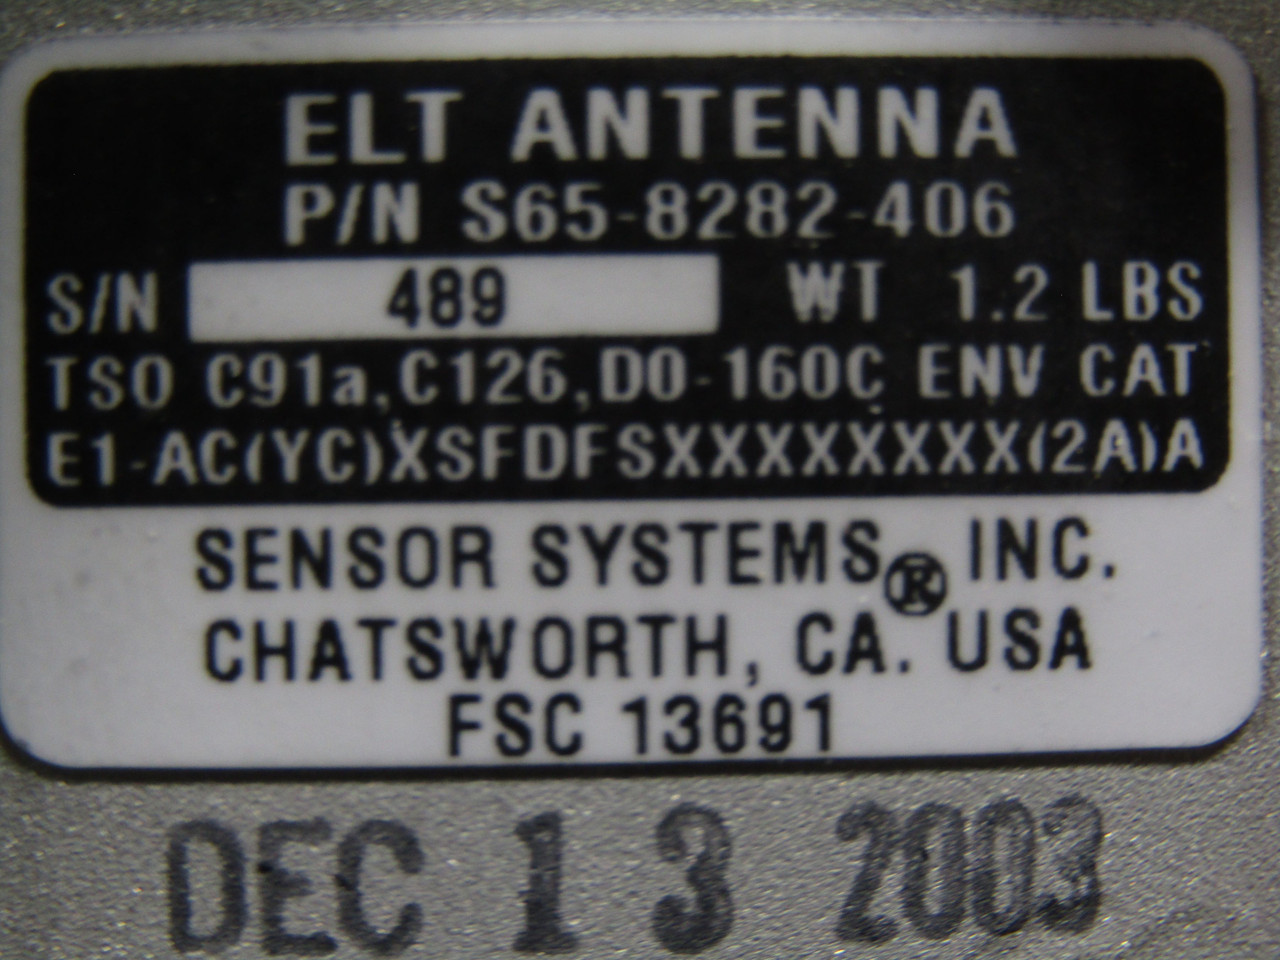 ELT ANTENNA
P/N S65-8282-406
S/N 489 WT 1.2 LBS
TSO C91a, C126, DO-160C ENV CAT
E1-AC(YC)XSFDFSXXXXXXXX(2A)A
SENSOR SYSTEMS® INC.
CHATSWORTH, CA. USA
FSC 13691
DEC 13 2003